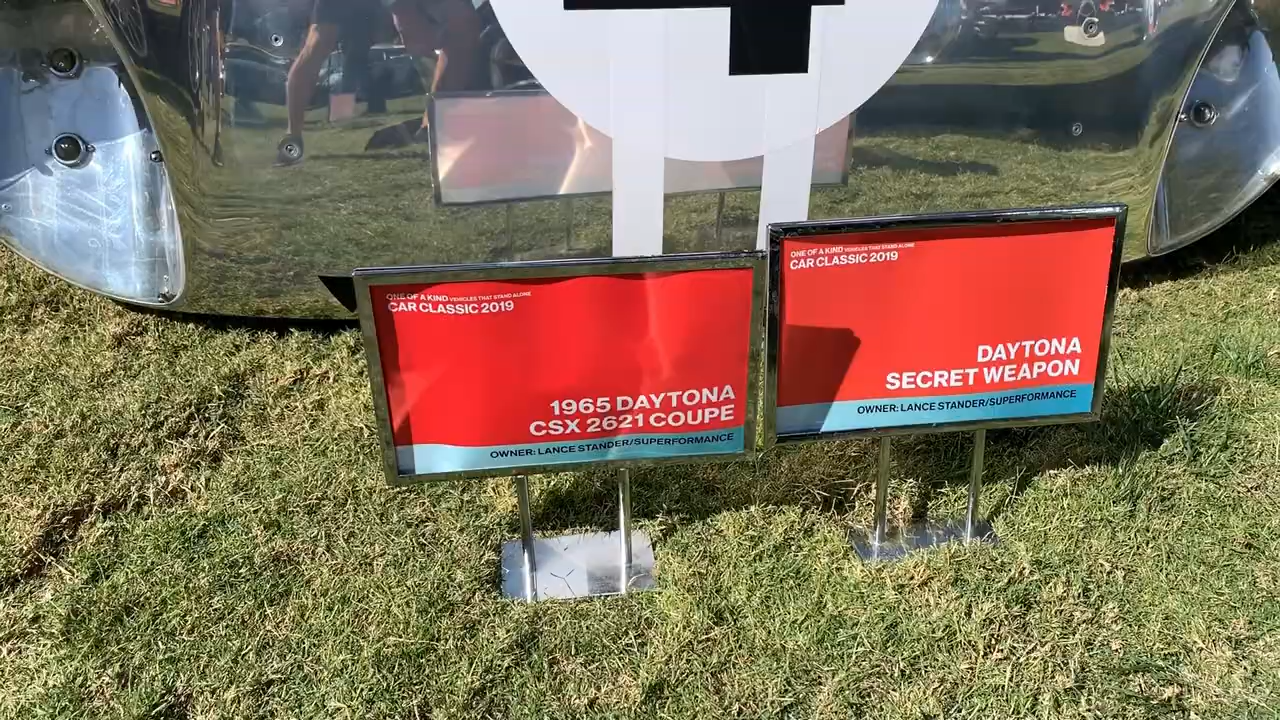 ONE OF A KIND VEHICLES THAT STAND ALONE
CAR CLASSIC 2019
1965 DAYTONA
CSX 2621 COUPE
OWNER: LANCE STANDER/SUPERFORMANCE
ONE OF A KIND VEHICLES THAT STAND ALONE
CAR CLASSIC 2019
DAYTONA
SECRET WEAPON
OWNER: LANCE STANDER/SUPERFORMANCE